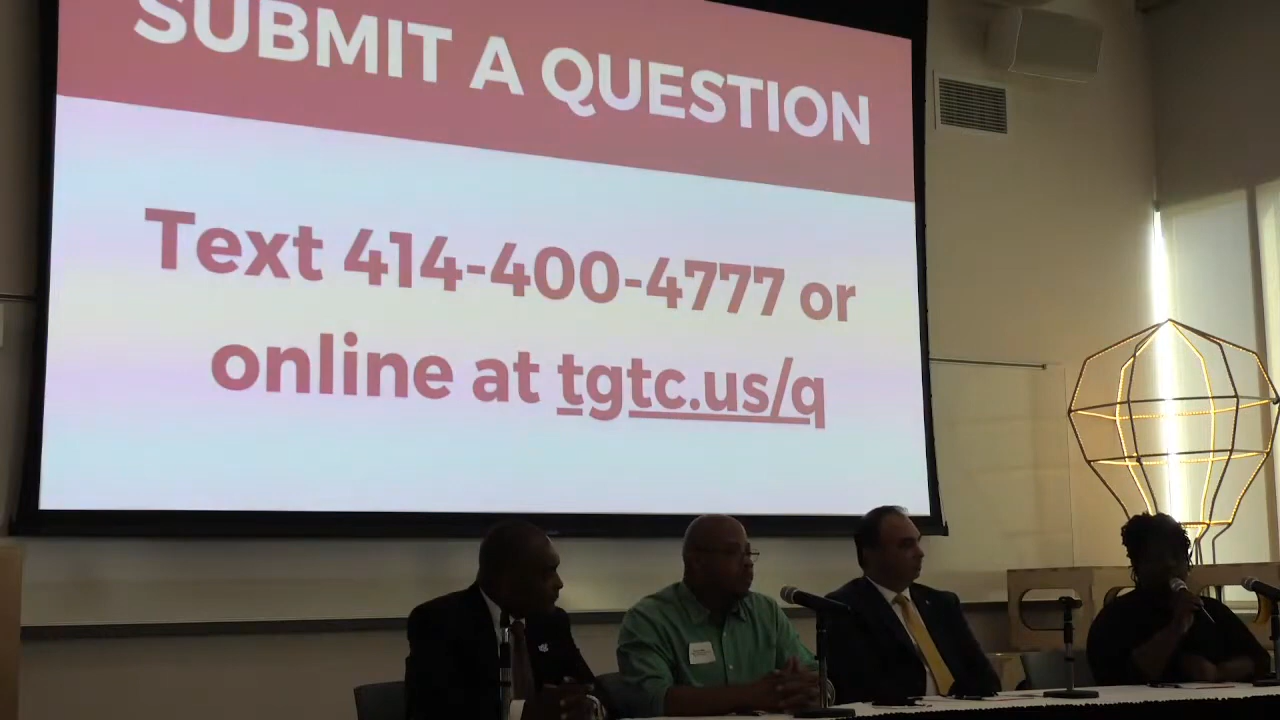 SUBMIT A QUESTION
Text 414-400-4777 or
online at tgtc.us/q